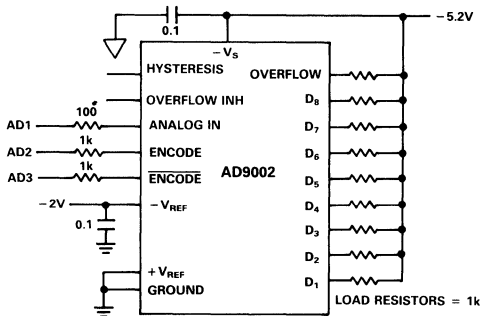 0.1
−5.2V
−VS
HYSTERESIS
OVERFLOW
OVERFLOW INH
D8
AD1
100
ANALOG IN
D7
AD2
1k
ENCODE
D6
AD3
1k
ENCODE
AD9002
D5
−2V
−VREF
D4
0.1
D3
D2
+VREF
GROUND
D1
LOAD RESISTORS = 1k